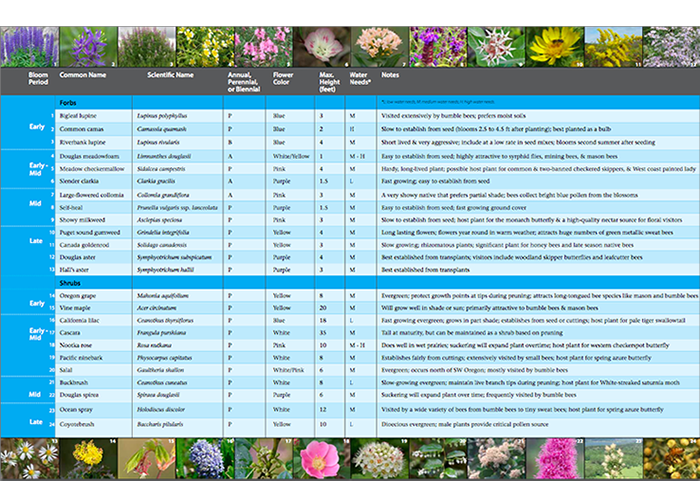 Bloom Period Common Name Scientific Name Annual, Perennial, or Biennial Flower Color Max. Height (feet) Water Needs* Notes
Forbs *L low water needs; M medium water needs; H high water needs
Early
1 Bigleaf lupine Lupinus polyphyllus P Blue 3 M Visited extensively by bumble bees; prefers moist soils
2 Common camas Camassia quamash P Blue 2 H Slow to establish from seed (blooms 2.5 to 4.5 ft after planting); best planted as a bulb
3 Riverbank lupine Lupinus rivularis B Blue 4 M Short lived & very aggressive; include at a low rate in seed mixes; blooms second summer after seeding
Early - Mid
4 Douglas meadowfoam Limnanthes douglasii A White/Yellow 1 M - H Easy to establish from seed; highly attractive to syrphid flies, mining bees, & mason bees
5 Meadow checkermallow Sidalcea campestris P Pink 4 M Hardy, long-lived plant; possible host plant for common & two-banned checkered skippers, & West coast painted lady
6 Slender clarkia Clarkia gracilis A Purple 1.5 L Fast growing; easy to establish from seed
Mid
7 Large-flowered collomia Collomia grandiflora A Pink 3 M A very showy native that prefers partial shade; bees collect bright blue pollen from the blossoms
8 Self-heal Prunella vulgaris ssp. lanceolata P Purple 1.5 M Easy to establish from seed; fast growing ground cover
9 Showy milkweed Asclepias speciosa P Pink 3 M Slow to establish from seed; host plant for the monarch butterfly & a high-quality nectar source for floral visitors
Late
10 Puget sound gumweed Grindelia integrifolia P Yellow 4 M Long lasting flowers; flowers year round in warm weather; attracts huge numbers of green metallic sweat bees
11 Canada goldenrod Solidago canadensis P Yellow 3 M Slow growing; rhizomatous plants; significant plant for honey bees and late season native bees
12 Douglas aster Symphyotrichum subspicatum P Purple 4 M Best established from transplants; visitors include woodland skipper butterflies and leafcutter bees
13 Hall's aster Symphyotrichum hallii P Purple 3 M Best established from transplants
Shrubs
Early
14 Oregon grape Mahonia aquifolium P Yellow 8 M Evergreen; protect growth points at tips during pruning; attracts long-tongued bee species like mason and bumble bees
15 Vine maple Acer circinatum P Yellow 20 M Will grow well in shade or sun; primarily attractive to bumble bees & mason bees
Early - Mid
16 California lilac Ceanothus thyrsiflorus P Blue 18 L Fast growing evergreen; grows in part shade; establishes from seed or cuttings; host plant for pale tiger swallowtail
17 Cascara Frangula purshiana P White 35 M Tall at maturity, but can be maintained as a shrub based on pruning
18 Nootka rose Rosa nutkana P Pink 10 M - H Does well in wet prairies; suckering will expand plant overtime; host plant for western checkerspot butterfly
19 Pacific ninebark Physocarpus capitatus P White 8 M Establishes fairly from cuttings; extensively visited by small bees; host plant for spring azure butterfly
20 Salal Gaultheria shallon P White/Pink 6 M Evergreen; occurs north of SW Oregon; mostly visited by bumble bees
Mid
21 Buckbrush Ceanothus cuneatus P White 8 L Slow-growing evergreen; maintain live branch tips during pruning; host plant for White-streaked saturnia moth
22 Douglas spirea Spiraea douglasii P Purple 6 M Suckering will expand plant over time; frequently visited by bumble bees
Late
23 Ocean spray Holodiscus discolor P White 12 M Visited by a wide variety of bees from bumble bees to tiny sweat bees; host plant for spring azure butterfly
24 Coyotebrush Baccharis pilularis P Yellow 10 L Dioecious evergreen; male plants provide critical pollen source